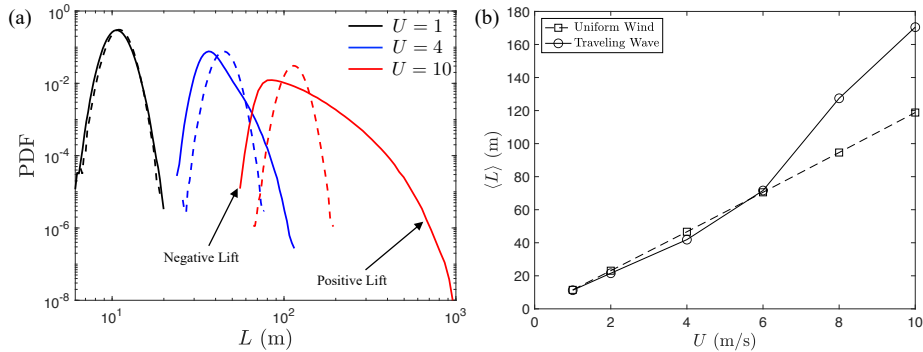 (a)
10^0
10^-2
10^-4
10^-6
10^-8
PDF
U = 1
U = 4
U = 10
Negative Lift
Positive Lift
10^1
10^2
10^3
L (m)
(b)
180
160
140
120
100
80
60
40
20
0
⟨L⟩ (m)
Uniform Wind
Traveling Wave
0
2
4
6
8
10
U (m/s)